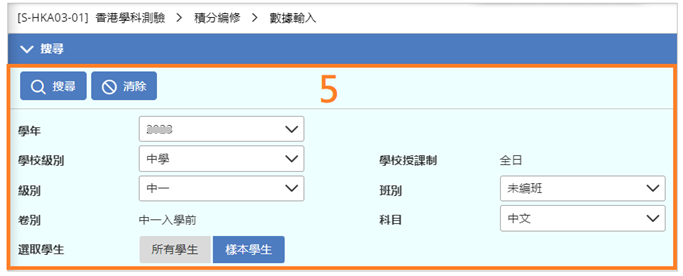 [S-HKA03-01] 香港學科測驗 > 積分編修 > 數據輸入
搜尋
5
搜尋 清除
學年
學校級別 中學 學校授課制 全日
級別 中一 班別 未編班
卷別 中一入學前 科目 中文
選取學生 所有學生 樣本學生